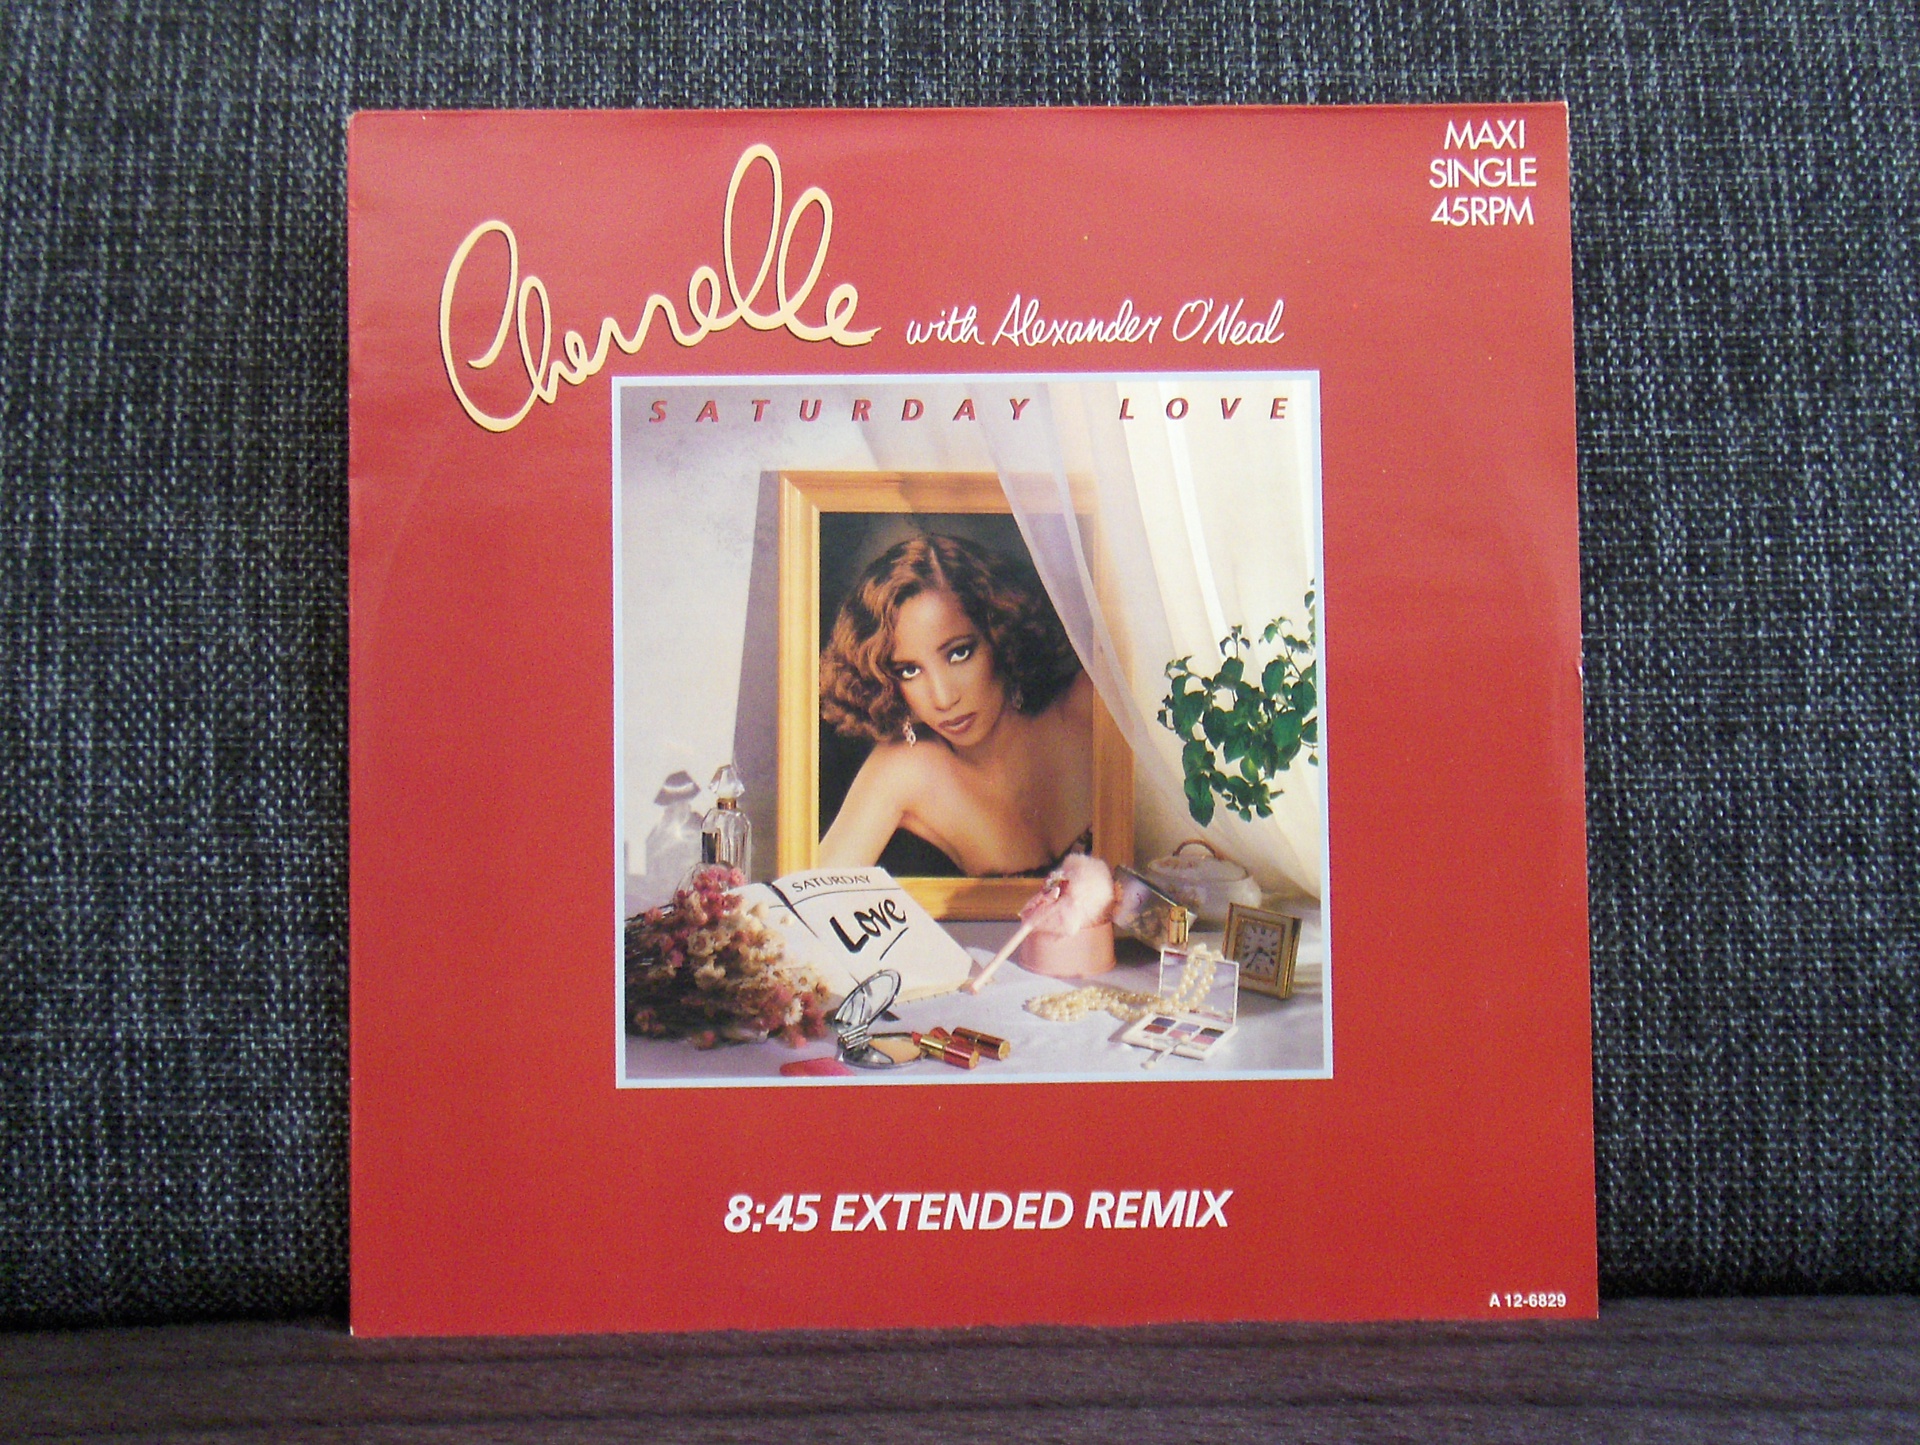 MAXI
SINGLE
45RPM
Cherrelle with Alexander O'Neal
SATURDAY LOVE
SATURDAY
Love
8:45 EXTENDED REMIX
A 12-6829